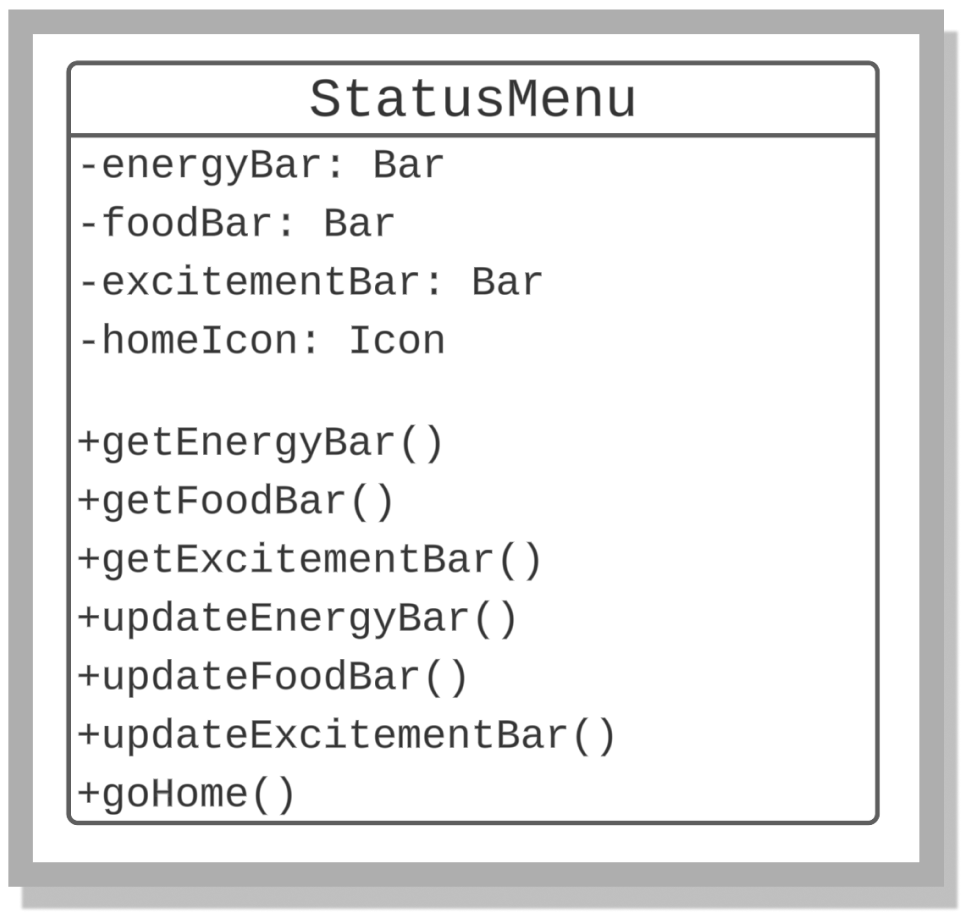 StatusMenu
-energyBar: Bar
-foodBar: Bar
-excitementBar: Bar
-homeIcon: Icon
+getEnergyBar()
+getFoodBar()
+getExcitementBar()
+updateEnergyBar()
+updateFoodBar()
+updateExcitementBar()
+goHome()